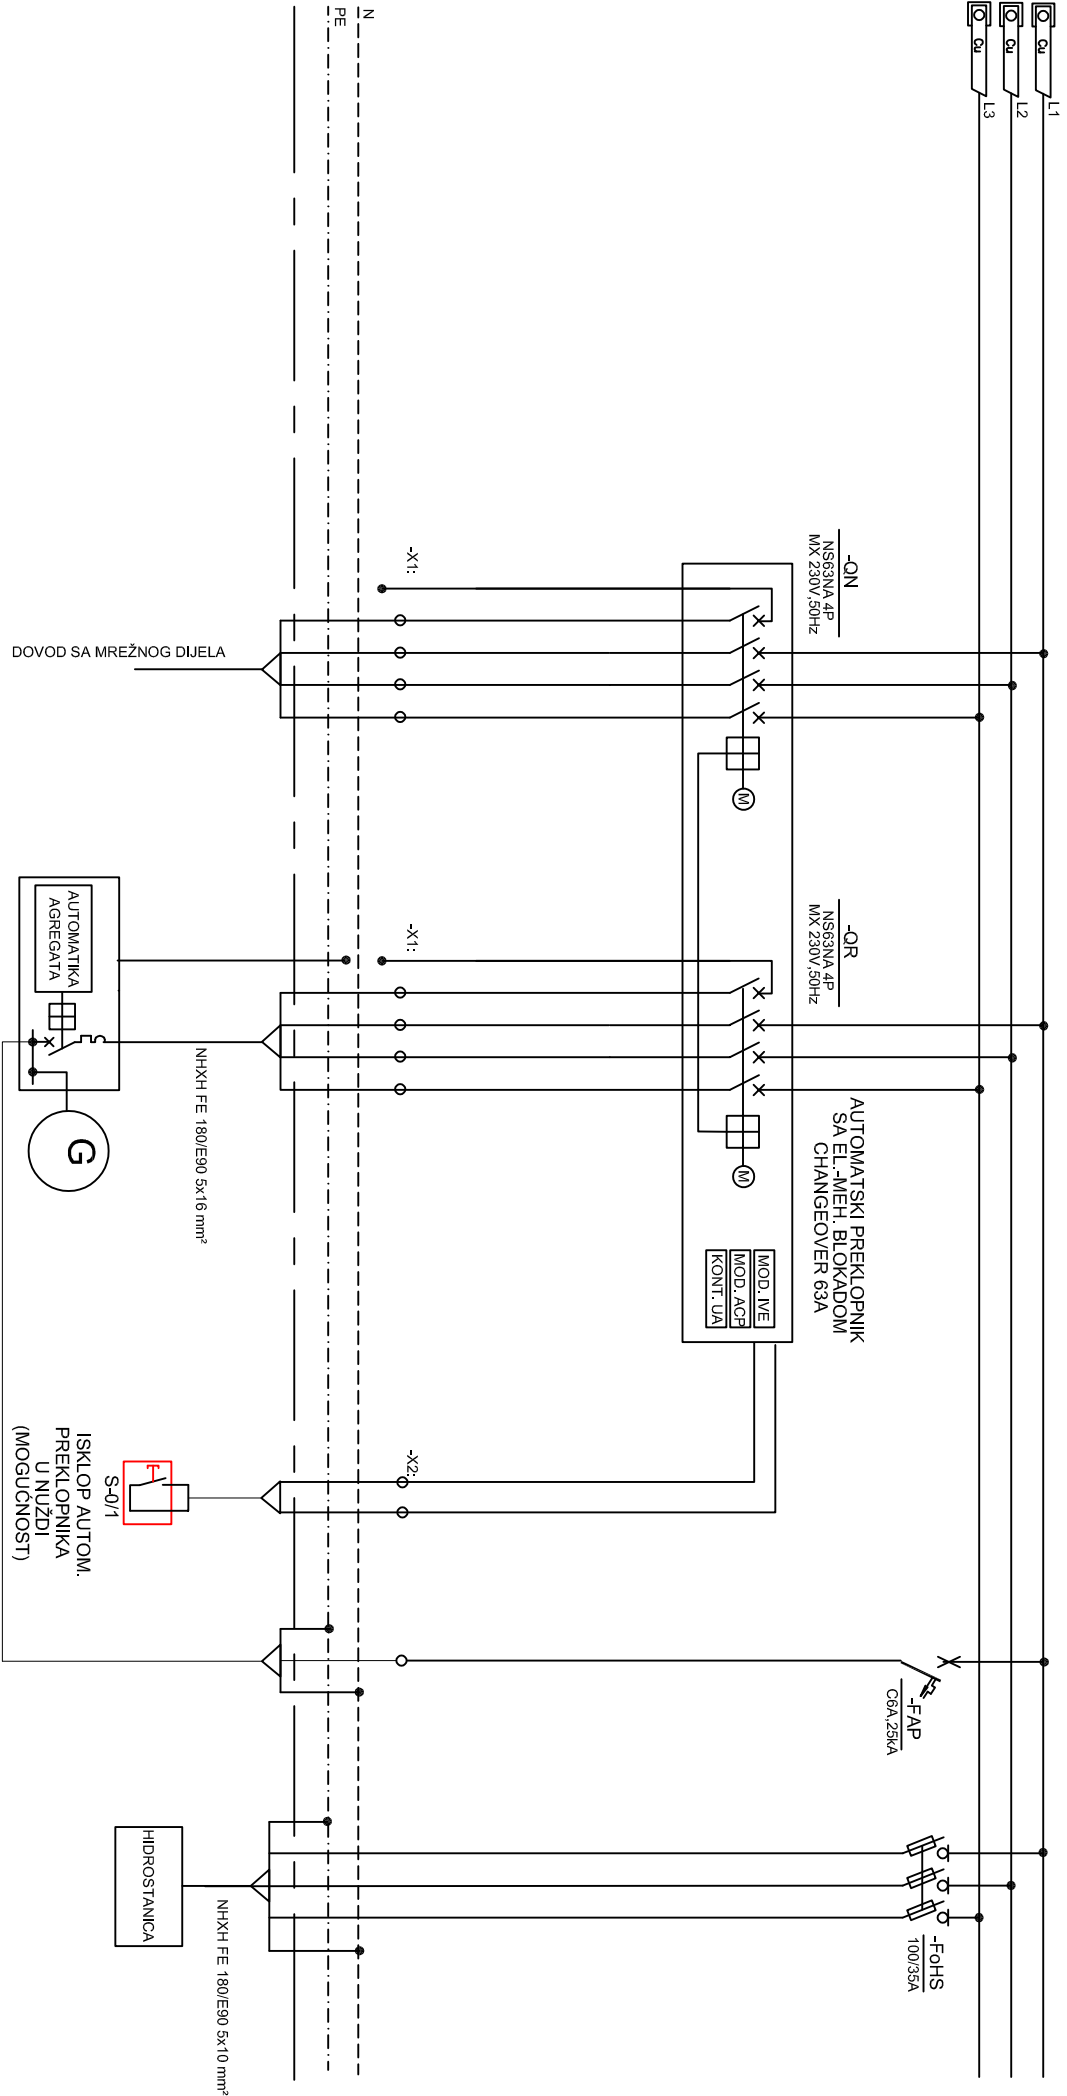 Cu
Cu
Cu
L1
L2
L3
N
PE
-QN
NS63NA 4P
MX 230V,50Hz
-X1:
DOVOD SA MREŽNOG DIJELA
M
-QR
NS63NA 4P
MX 230V,50Hz
-X1:
AUTOMATIKA
AGREGATA
G
NHXH FE 180/E90 5x16 mm²
M
AUTOMATSKI PREKLOPNIK
SA EL.-MEH. BLOKADOM
CHANGEOVER 63A
MOD. IVE
MOD. ACP
KONT. UA
-X2:
S-0/1
ISKLOP AUTOM.
PREKLOPNIKA
U NUŽDI
(MOGUĆNOST)
-FAP
C6A,25kA
-FoHS
100/35A
HIDROSTANICA
NHXH FE 180/E90 5x10 mm²